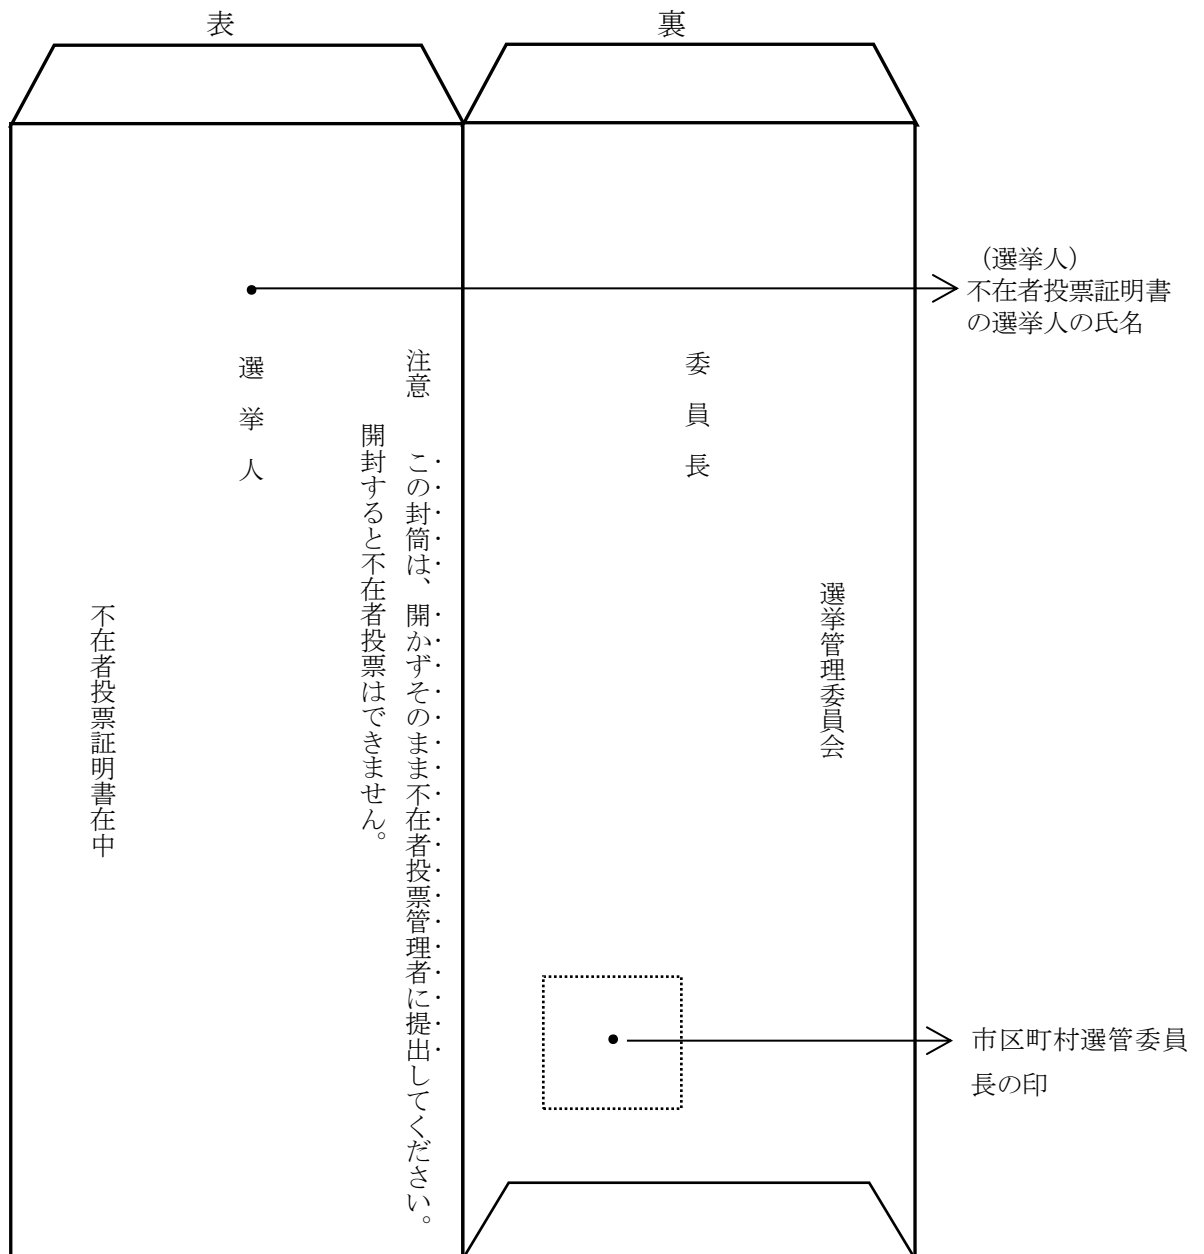 表
注意　この封筒は、開かずそのまま不在者投票管理者に提出してください。
開封すると不在者投票はできません。
選挙人
不在者投票証明書在中
裏
選挙管理委員会
委員長
（選挙人）
不在者投票証明書
の選挙人の氏名
市区町村選管委員
長の印